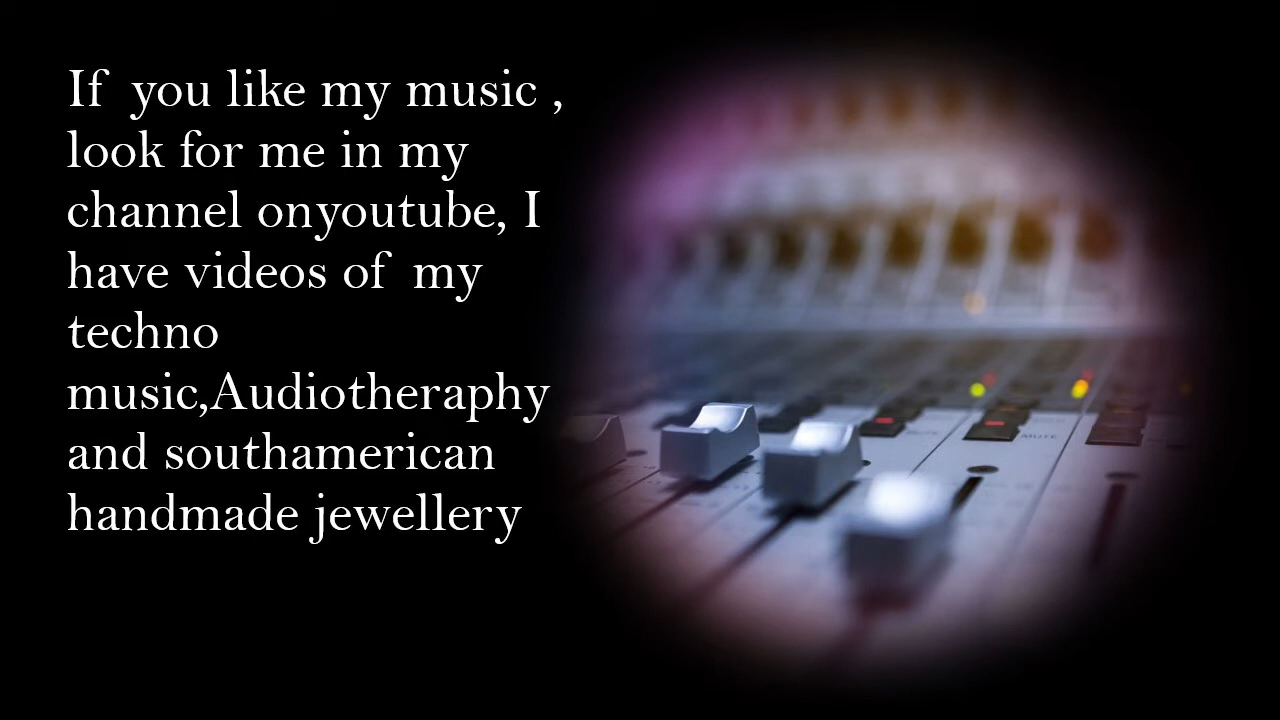 If you like my music ,
look for me in my
channel onyoutube, I
have videos of my
techno
music,Audiotheraphy
and southamerican
handmade jewellery
MUTE